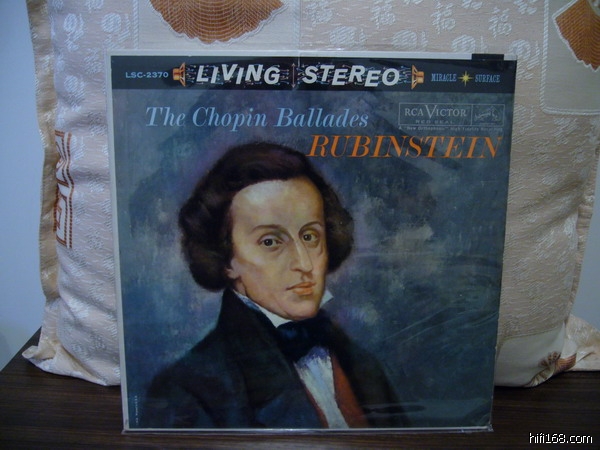 LSC-2370
LIVING STEREO
MIRACLE SURFACE
The Chopin Ballades
RCA VICTOR
RUBINSTEIN
hifi168.com